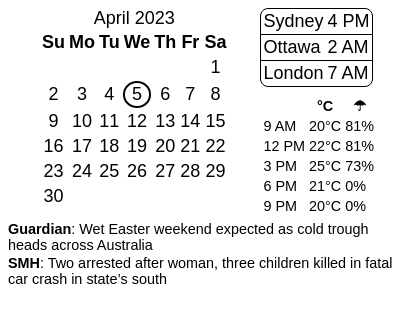 April 2023
Su Mo Tu We Th Fr Sa
1
2 3 4 5 6 7 8
9 10 11 12 13 14 15
16 17 18 19 20 21 22
23 24 25 26 27 28 29
30
Sydney 4 PM
Ottawa 2 AM
London 7 AM
°C ☂
9 AM 20°C 81%
12 PM 22°C 81%
3 PM 25°C 73%
6 PM 21°C 0%
9 PM 20°C 0%
Guardian: Wet Easter weekend expected as cold trough
heads across Australia
SMH: Two arrested after woman, three children killed in fatal
car crash in state’s south